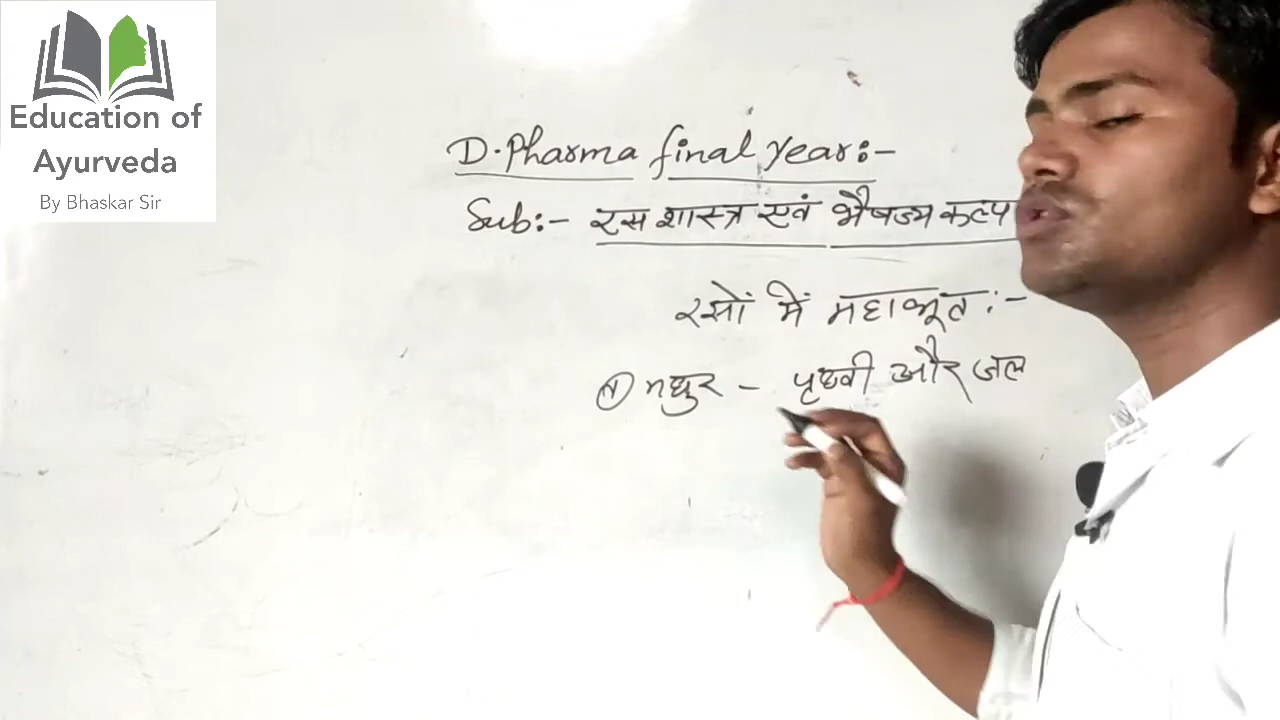 Education of
Ayurveda
By Bhaskar Sir
D. Pharma final year:-
Sub:- रस शास्त्र एवं भैषज्य कल्प
रसों में महाभूत :-
① मधुर - पृथ्वी और जल